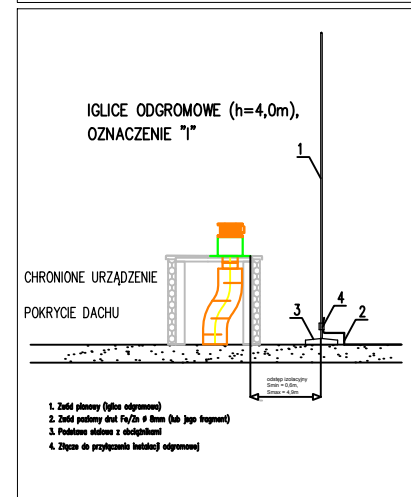 IGLICE ODGROMOWE (h=4,0m),
OZNACZENIE "I"
1
CHRONIONE URZĄDZENIE
POKRYCIE DACHU
3
4
2
odstęp izolacyjny
Smin = 0,6m,
Smax = 4,9m
1. Zwód pionowy (iglica odgromowa)
2. Zwód poziomy drut Fe/Zn ø 8mm (lub jego fragment)
3. Podstawa stalowa z obciążnikami
4. Złącze do przyłączenia instalacji odgromowej